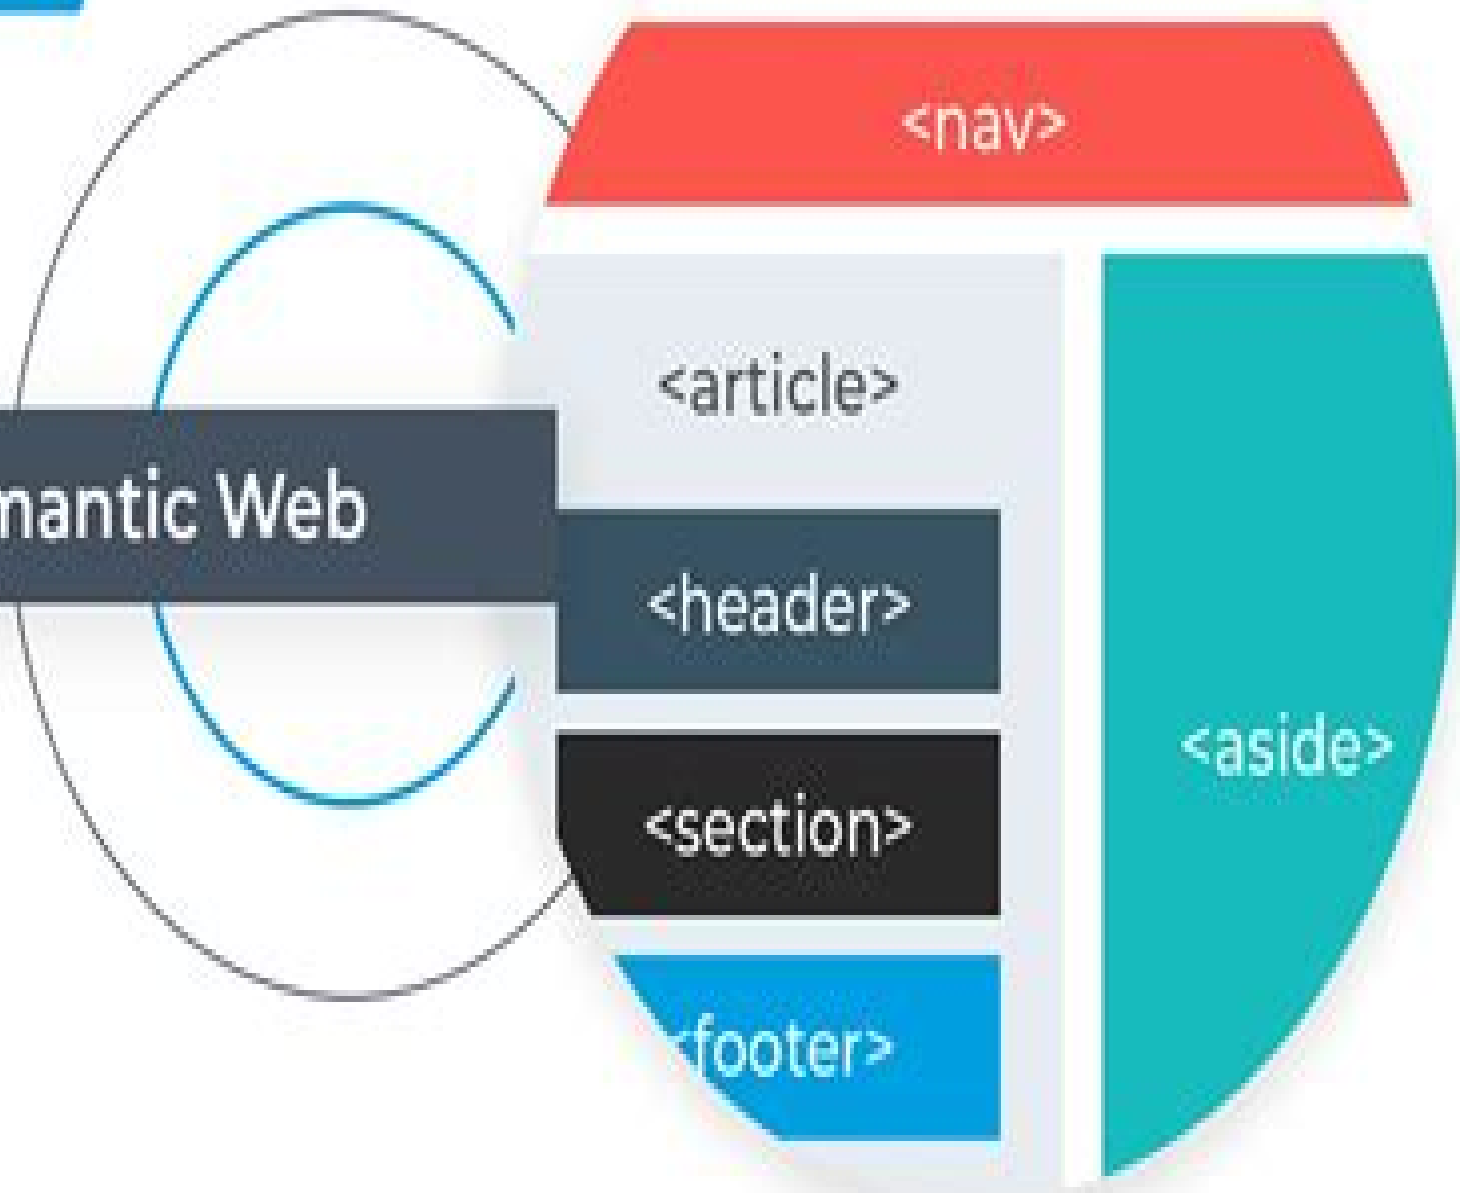 <nav>
<article>
mantic Web
<header>
<section>
<aside>
<footer>